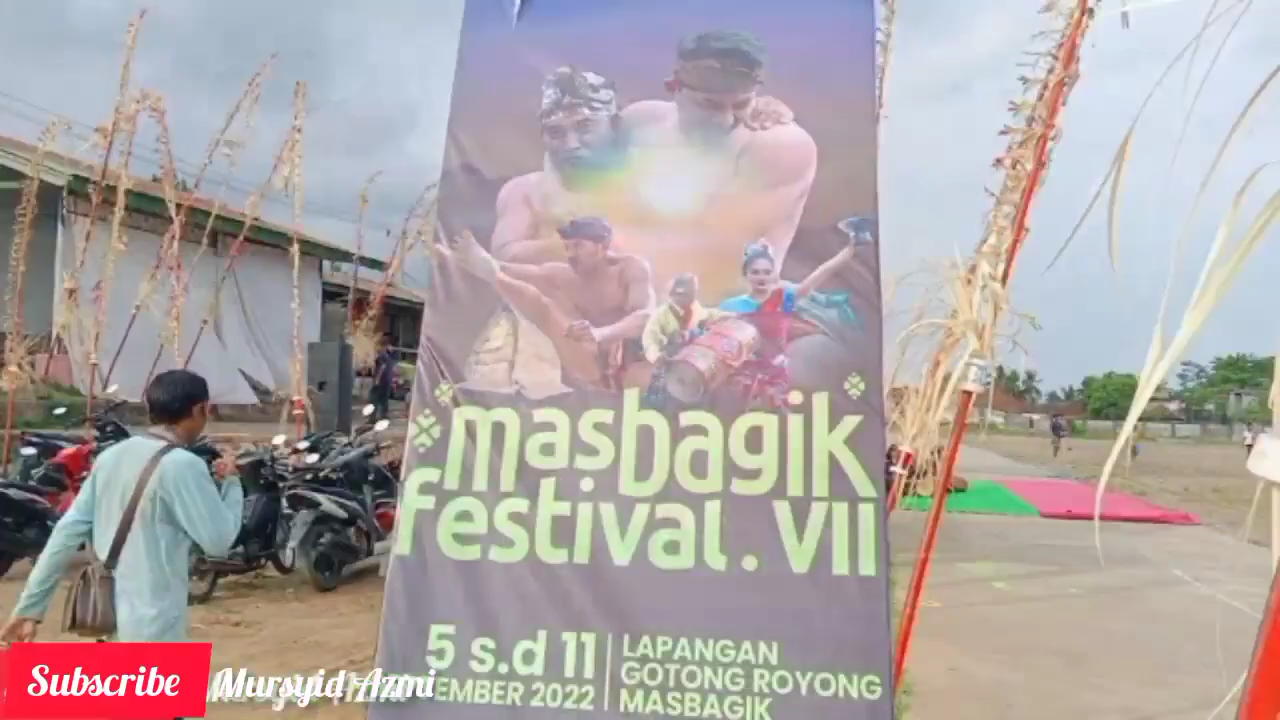 masbagik
festival.VII
5 s.d 11
EMBER 2022
LAPANGAN
GOTONG ROYONG
MASBAGIK
Subscribe
Mursyid Azmi